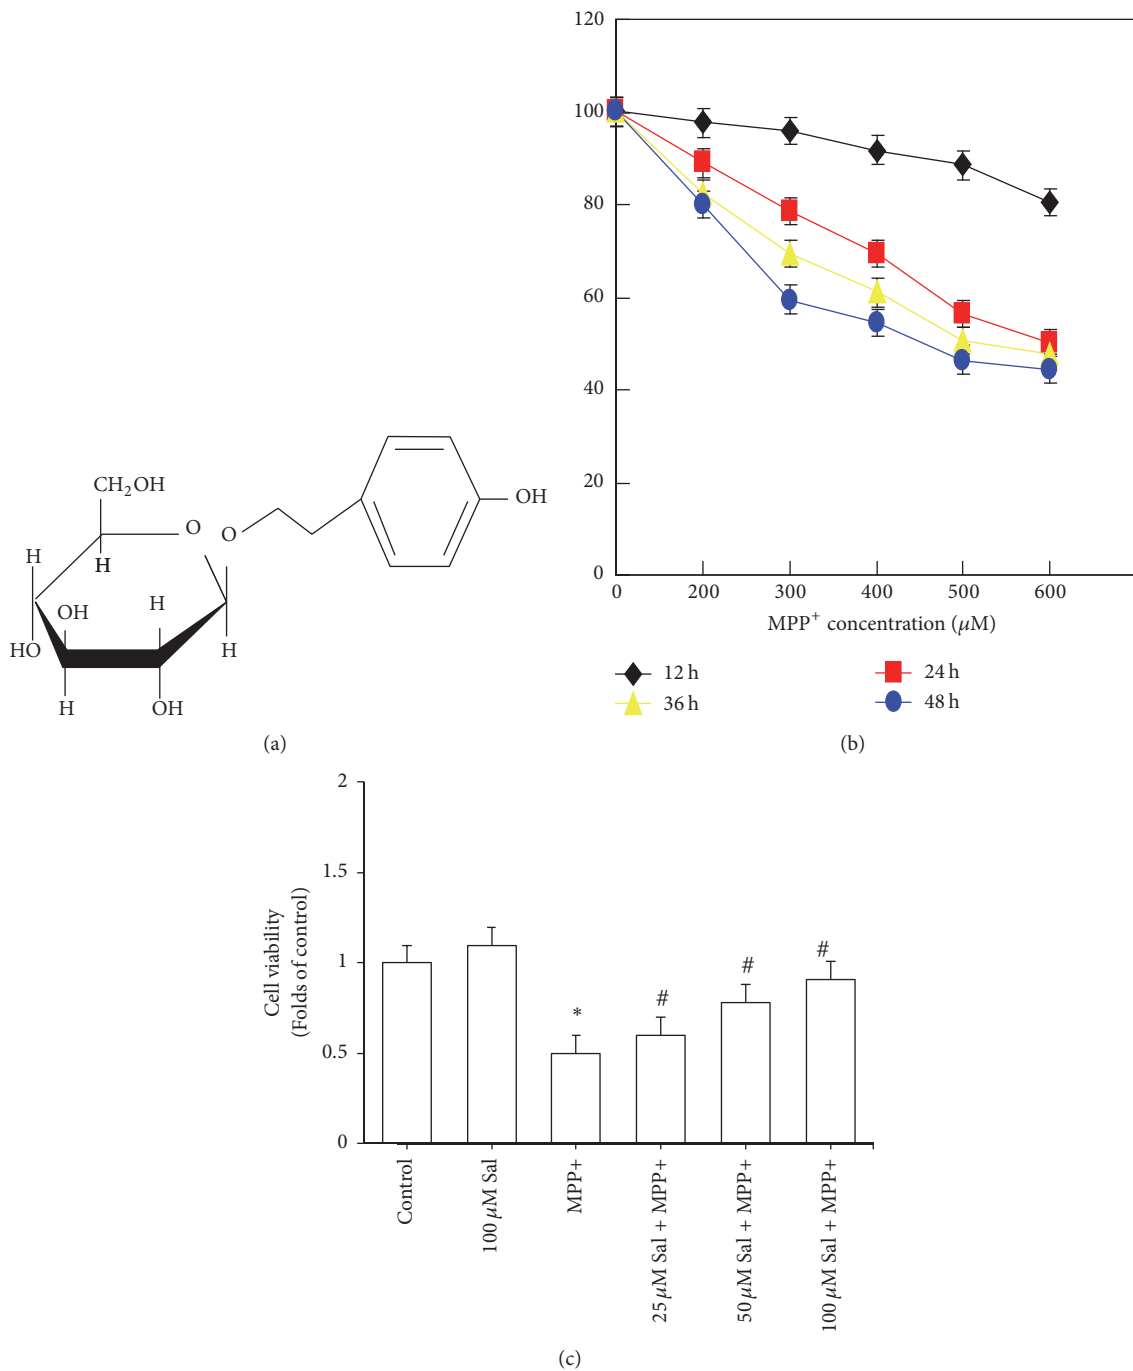 CH₂OH
O
O
OH
H
H
OH
H
HO
H
H
OH
(a)
120
100
80
60
40
20
0
0 200 300 400 500 600
MPP⁺ concentration (μM)
12 h 24 h
36 h 48 h
(b)
2
1.5
1
0.5
0
Cell viability
(Folds of control)
* # # #
Control
100 μM Sal
MPP+
25 μM Sal + MPP+
50 μM Sal + MPP+
100 μM Sal + MPP+
(c)